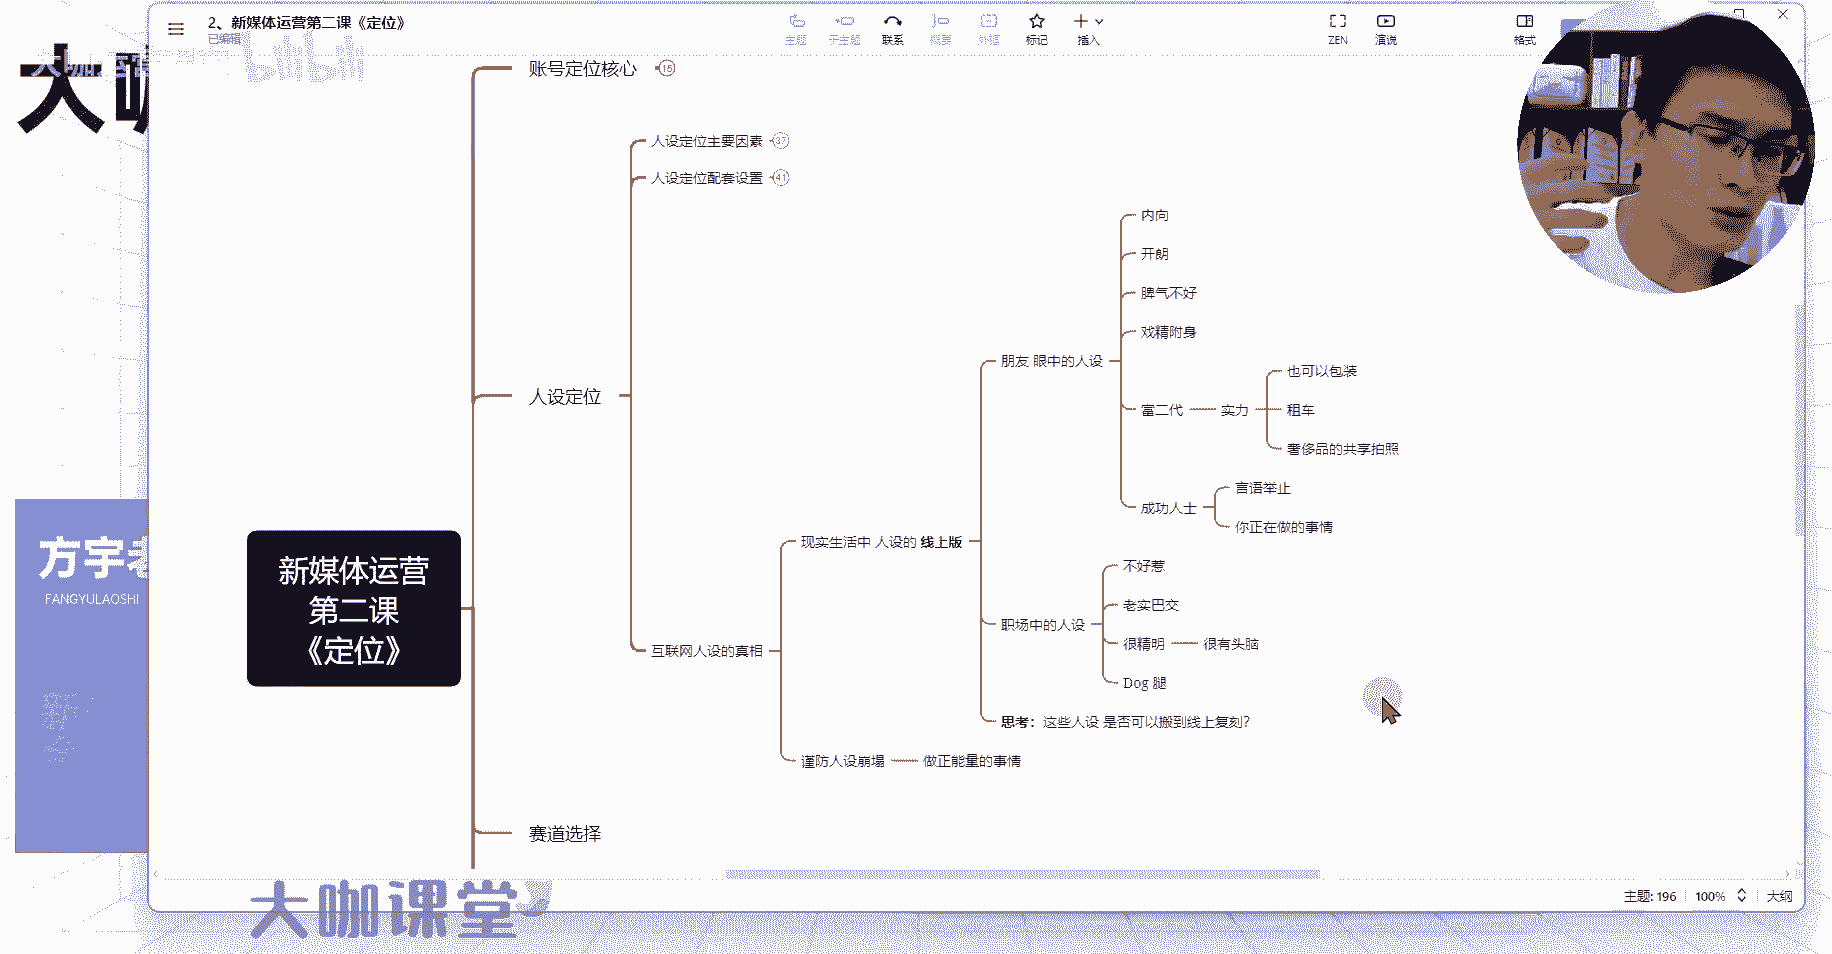 2、新媒体运营第二课《定位》
已编辑
主题
子主题
联系
概要
外框
标记
插入
ZEN
演说
格式
bilibili
大咖
账号定位核心
15
人设定位主要因素
37
人设定位配套设置
41
内向
开朗
脾气不好
戏精附身
朋友 眼中的人设
也可以包装
人设定位
富二代
实力
租车
奢侈品的共享拍照
言语举止
成功人士
你正在做的事情
现实生活中 人设的 线上版
不好惹
新媒体运营
第二课
《定位》
老实巴交
职场中的人设
很精明
很有头脑
互联网人设的真相
Dog 腿
思考：这些人设 是否可以搬到线上复刻？
谨防人设崩塌
做正能量的事情
赛道选择
方宇老
FANGYULAOSHI
大咖课堂
主题: 196
100%
大纲